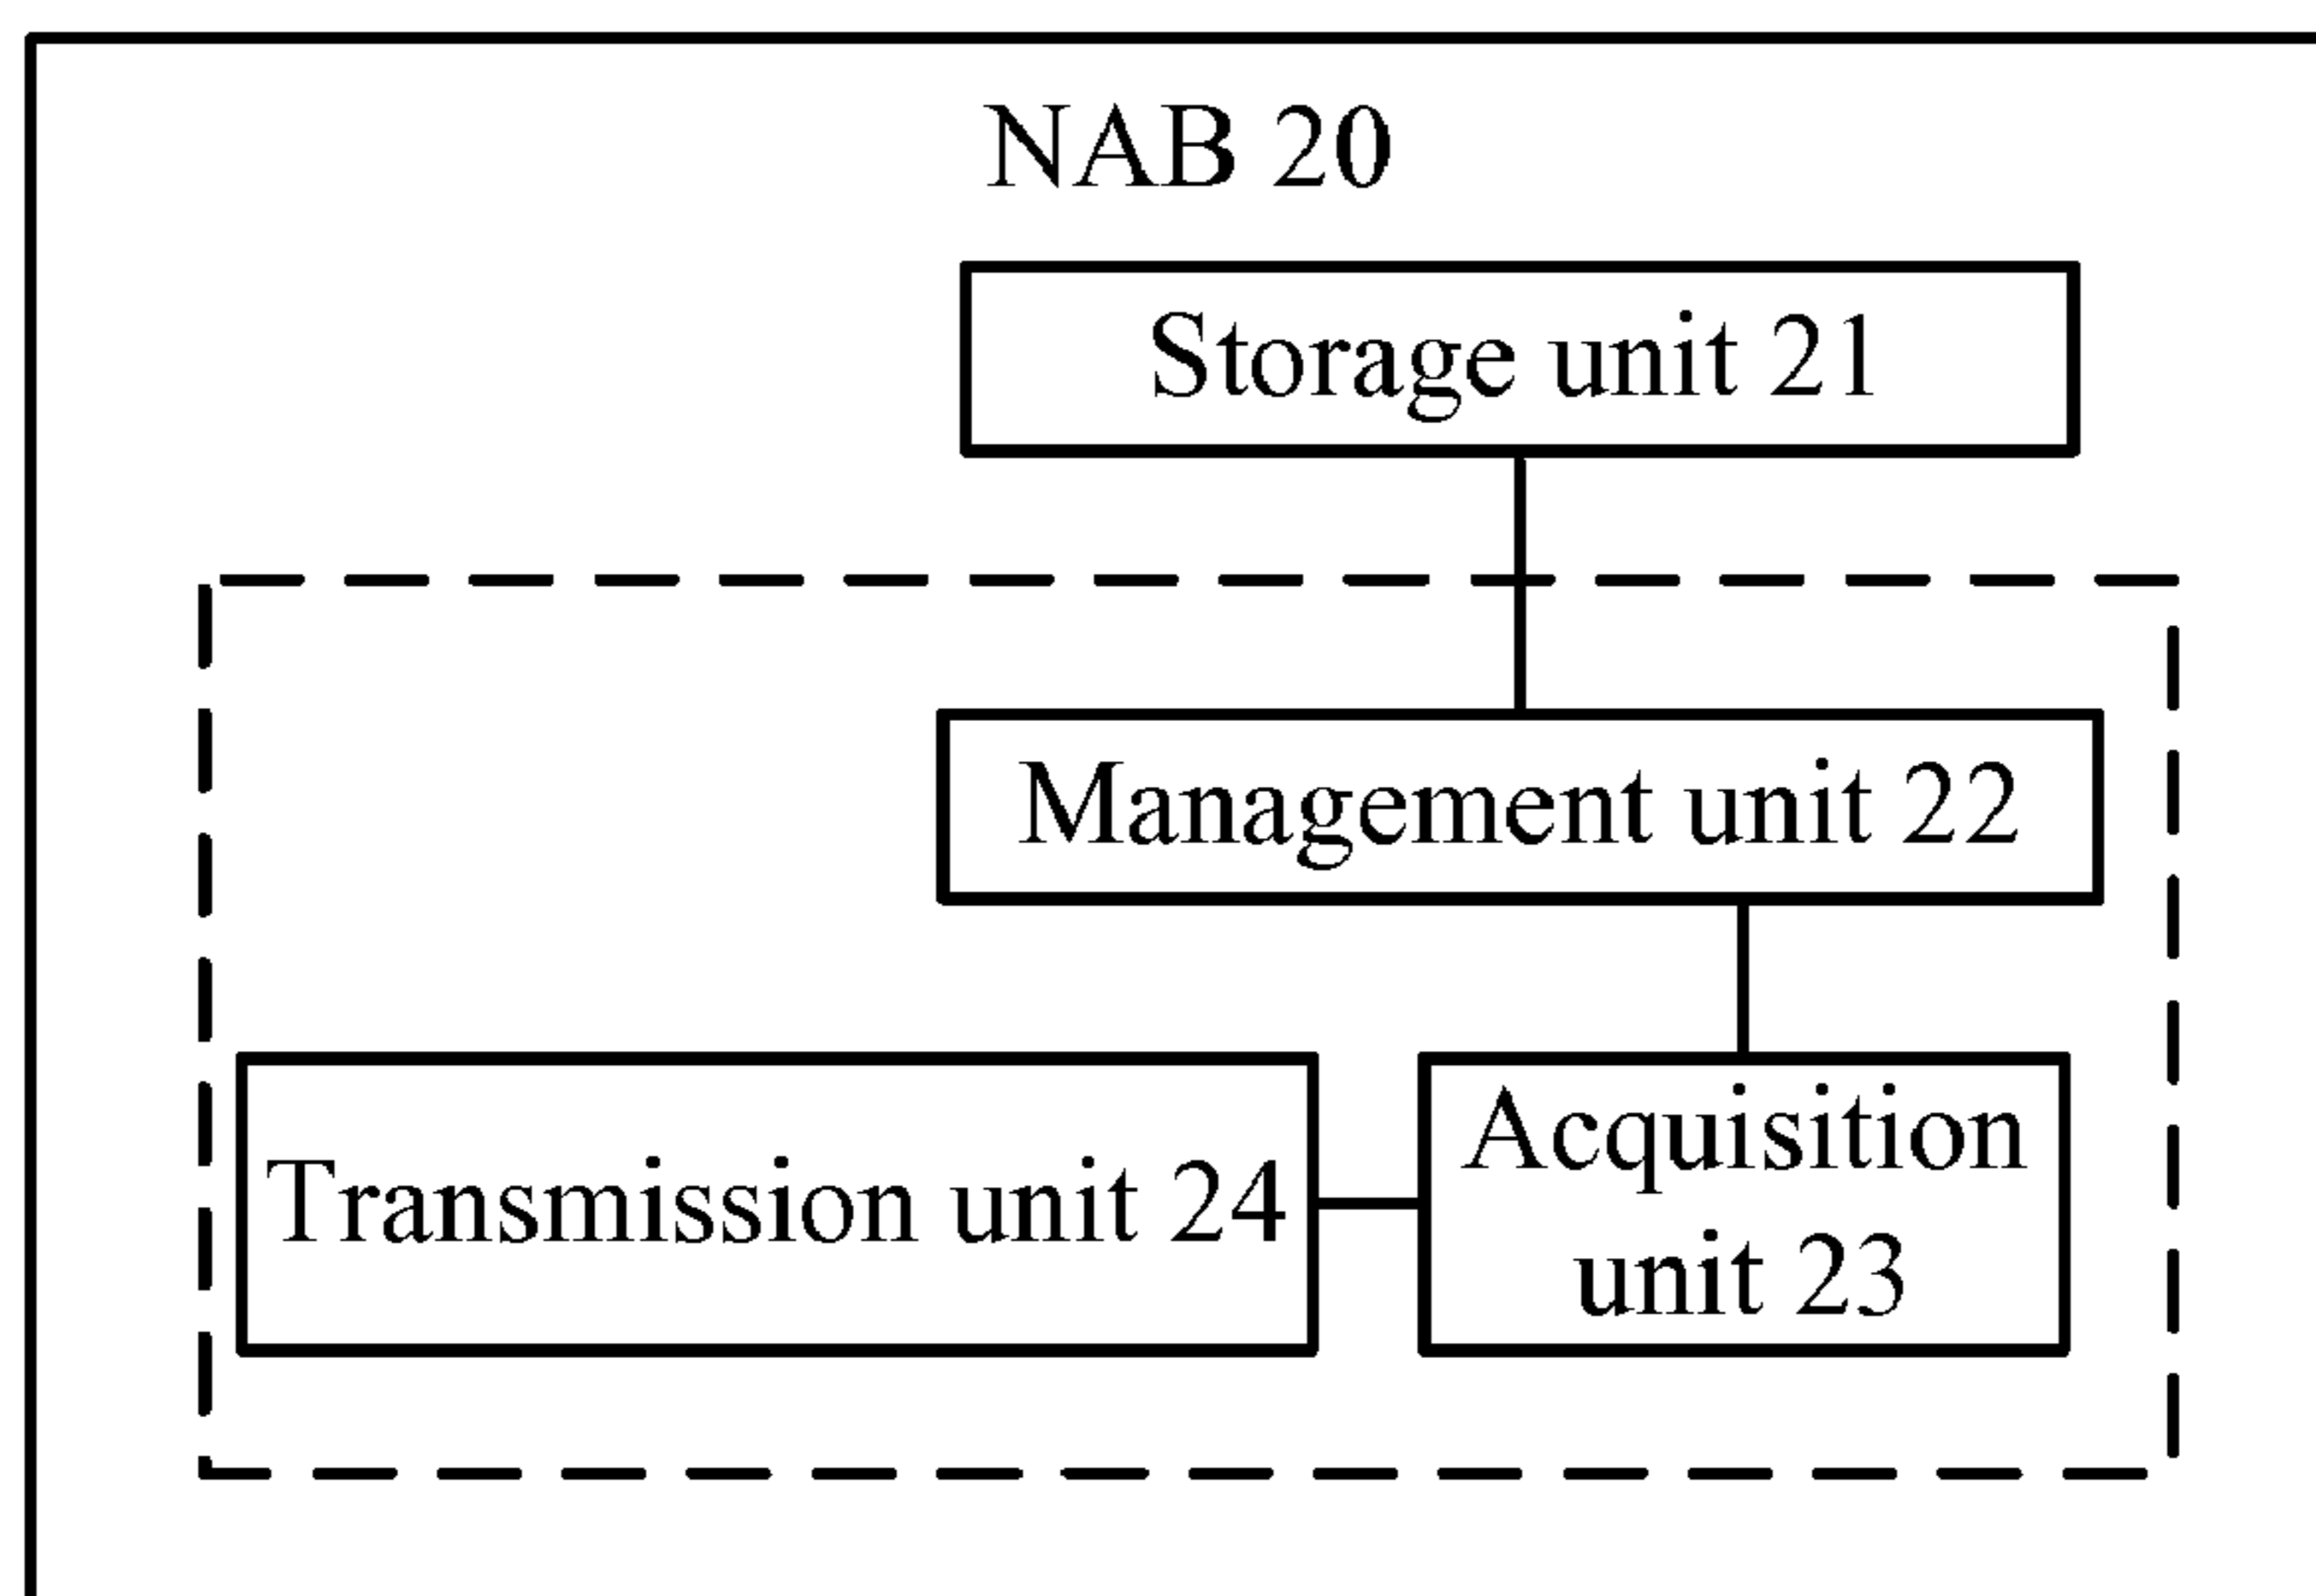 NAB 20
Storage unit 21
Management unit 22
Transmission unit 24
Acquisition
unit 23